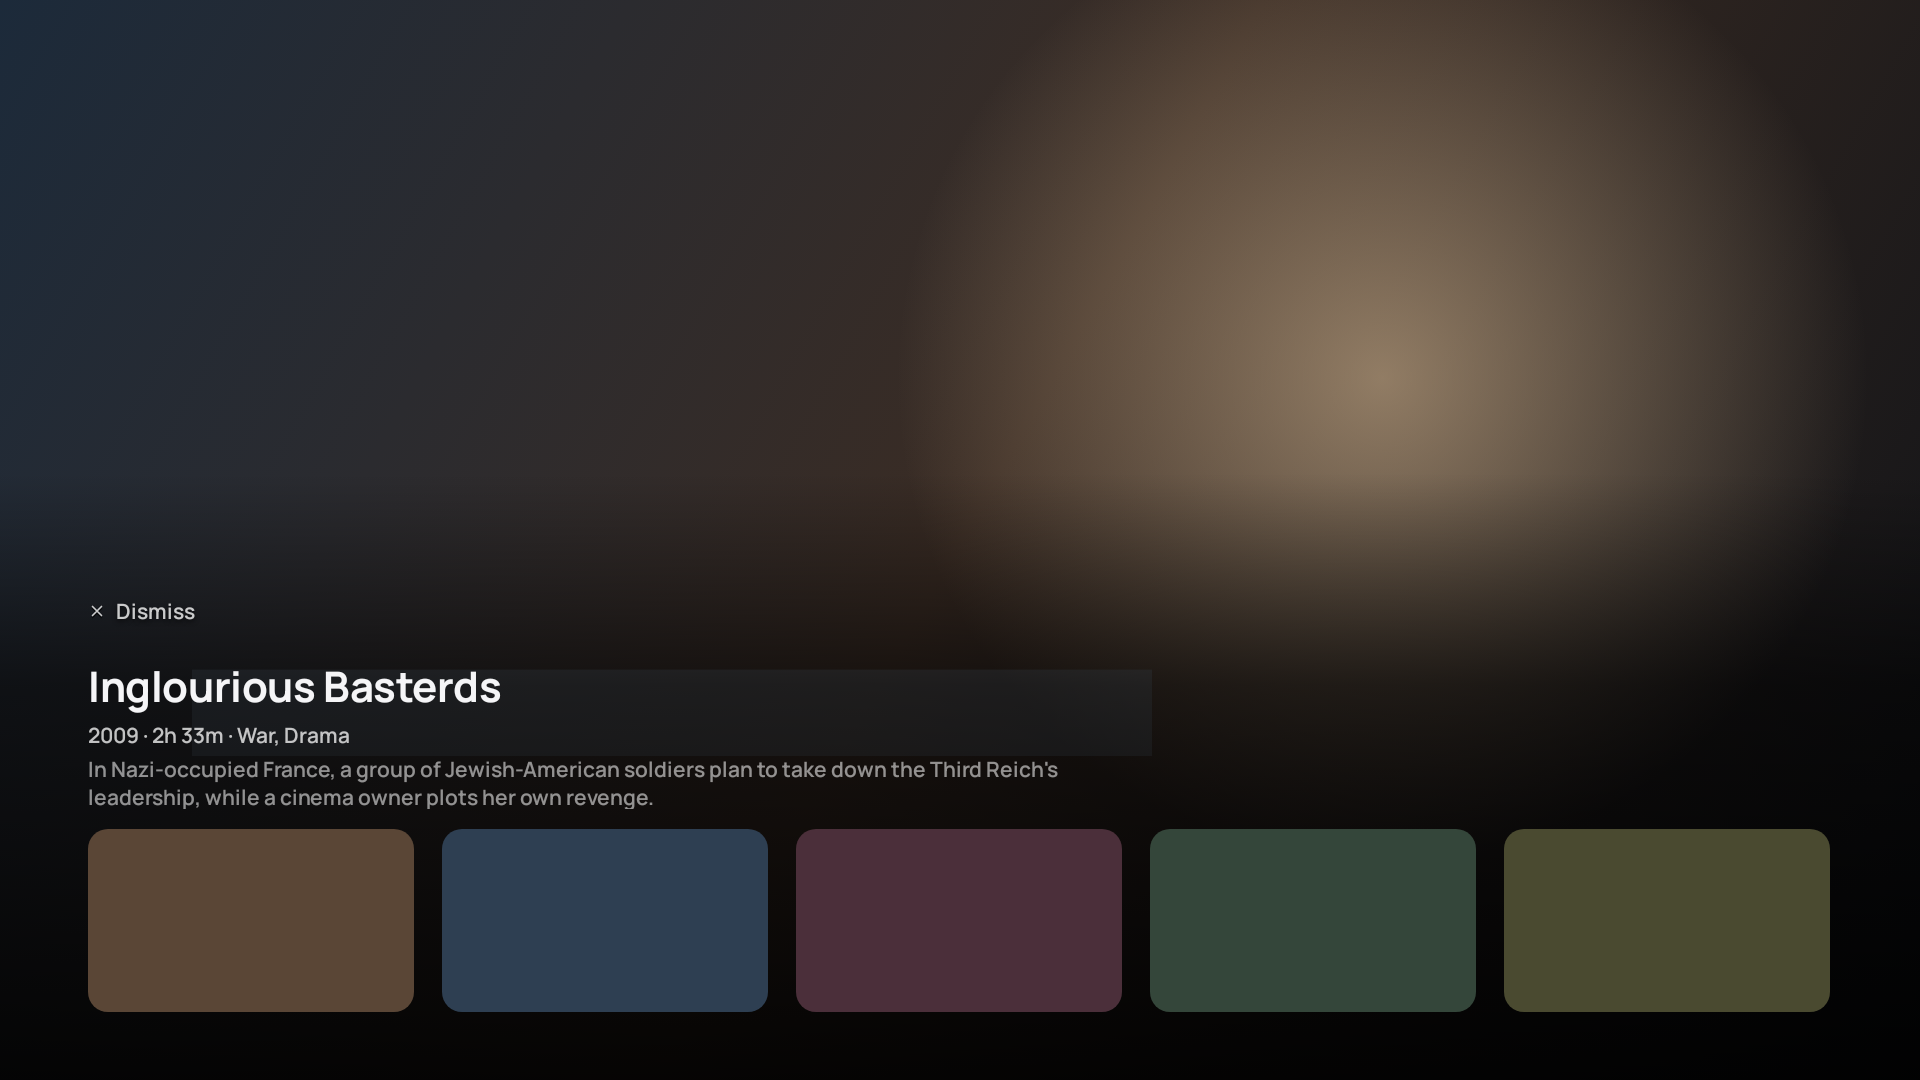 Dismiss
Inglourious Basterds
2009 · 2h 33m · War, Drama
In Nazi-occupied France, a group of Jewish-American soldiers plan to take down the Third Reich's
leadership, while a cinema owner plots her own revenge.